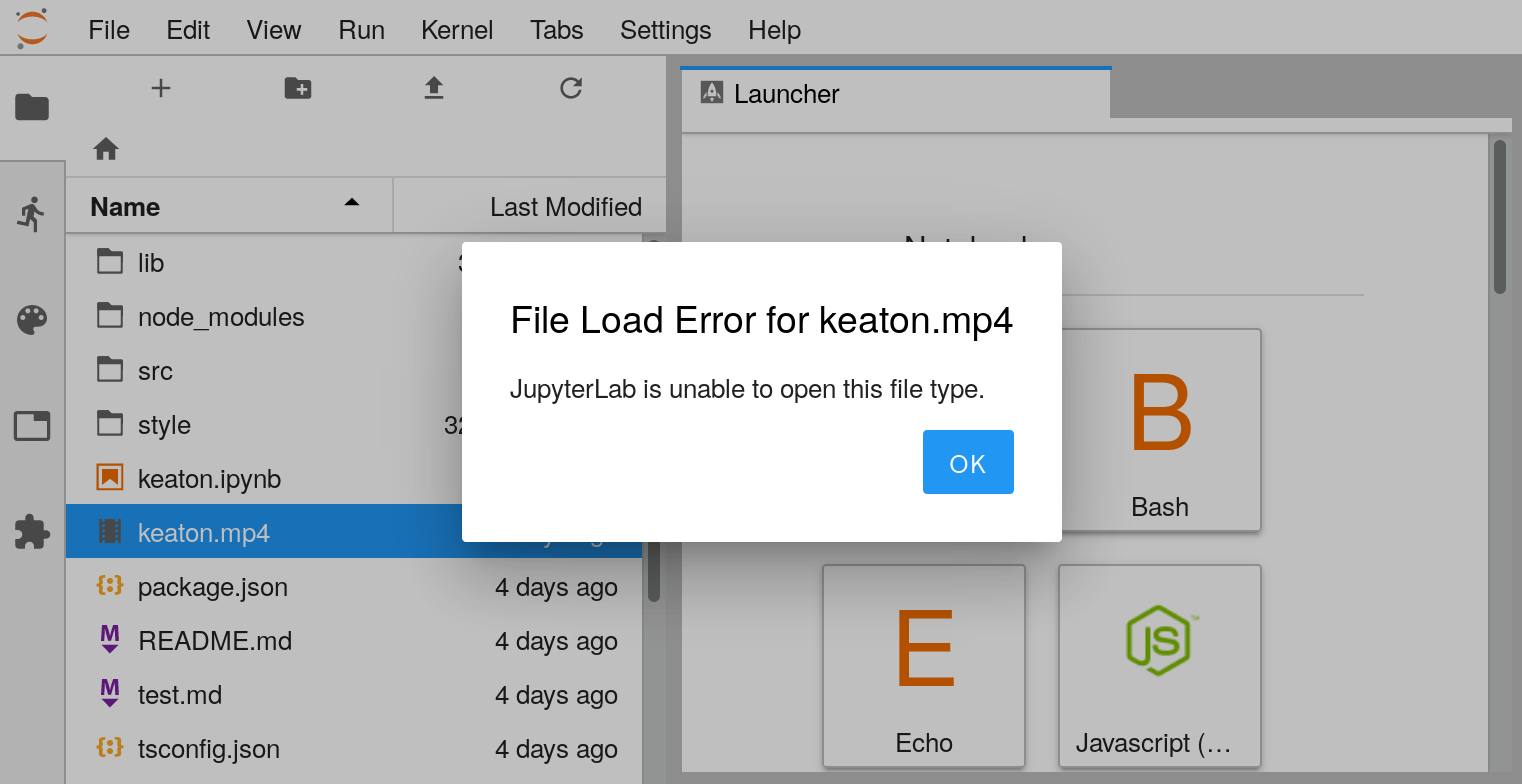 File Edit View Run Kernel Tabs Settings Help
Launcher
Name Last Modified
lib
node_modules
src
style
keaton.ipynb
keaton.mp4
package.json 4 days ago
README.md 4 days ago
test.md 4 days ago
tsconfig.json 4 days ago
File Load Error for keaton.mp4
JupyterLab is unable to open this file type.
OK
B
Bash
E
JS
Echo
Javascript (…